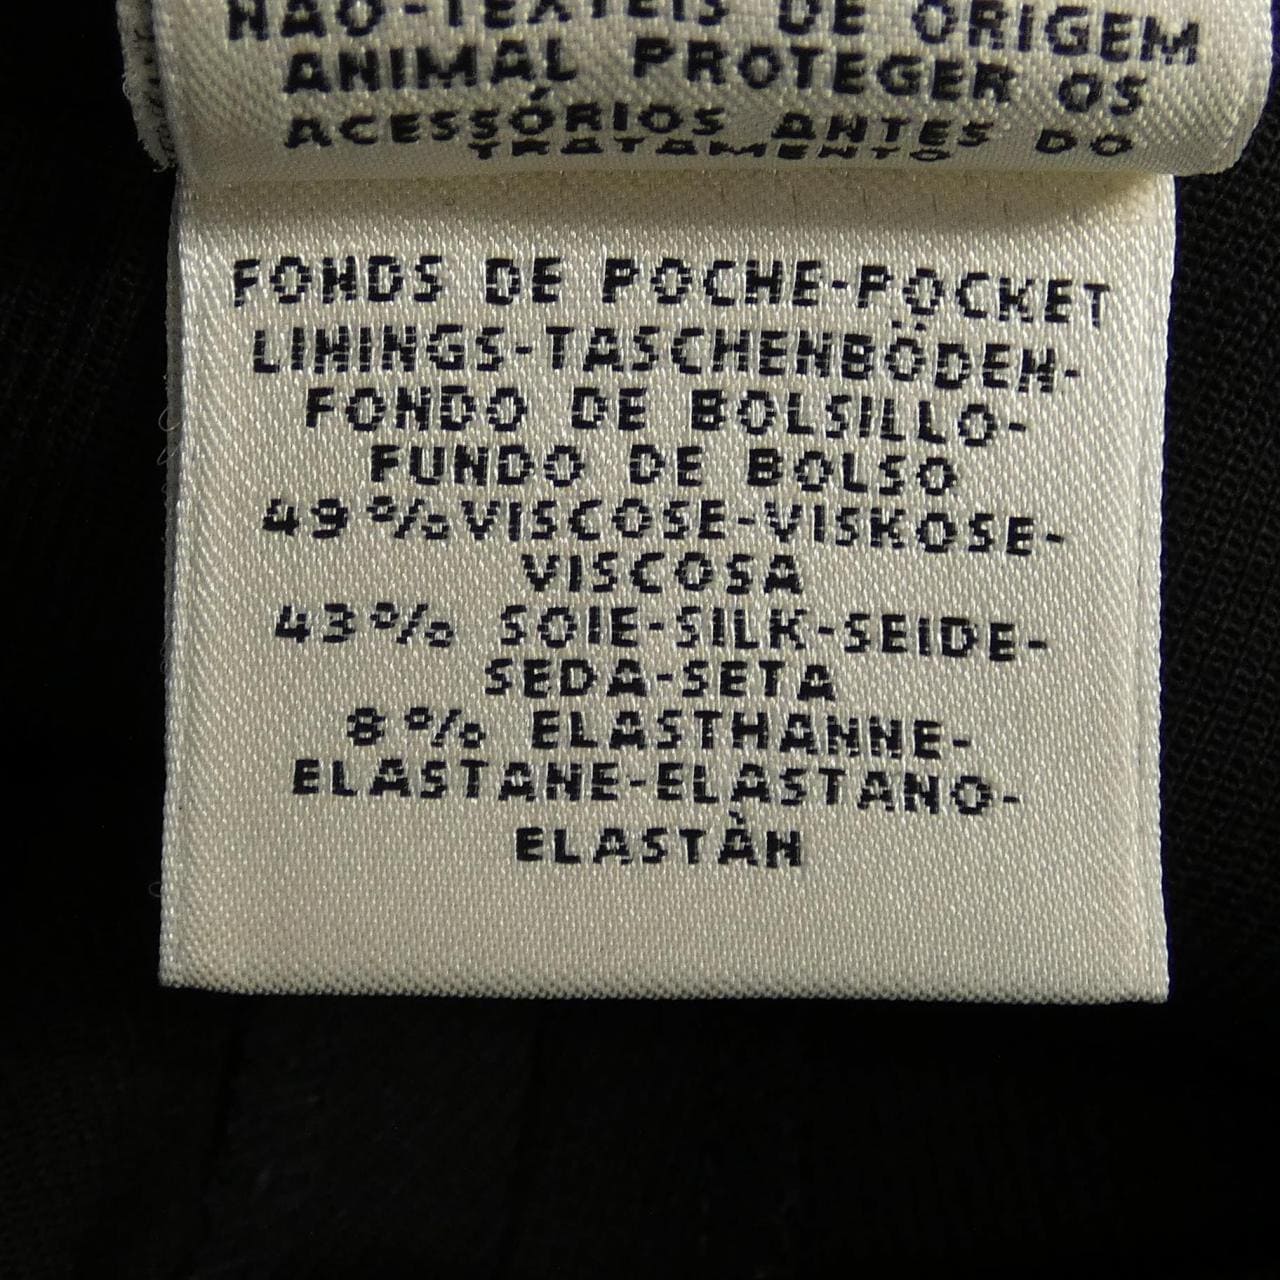 NÃO-TEXTEIS DE ORIGEM
ANIMAL PROTEGER OS
ACESSÓRIOS ANTES DO
TRATAMENTO
FONDS DE POCHE-POCKET
LININGS-TASCHENBÖDEN-
FONDO DE BOLSILLO-
FUNDO DE BOLSO
49%VISCOSE-VISKOSE-
VISCOSA
43% SOIE-SILK-SEIDE-
SEDA-SETA
8% ELASTHANNE-
ELASTANE-ELASTANO-
ELASTÀN